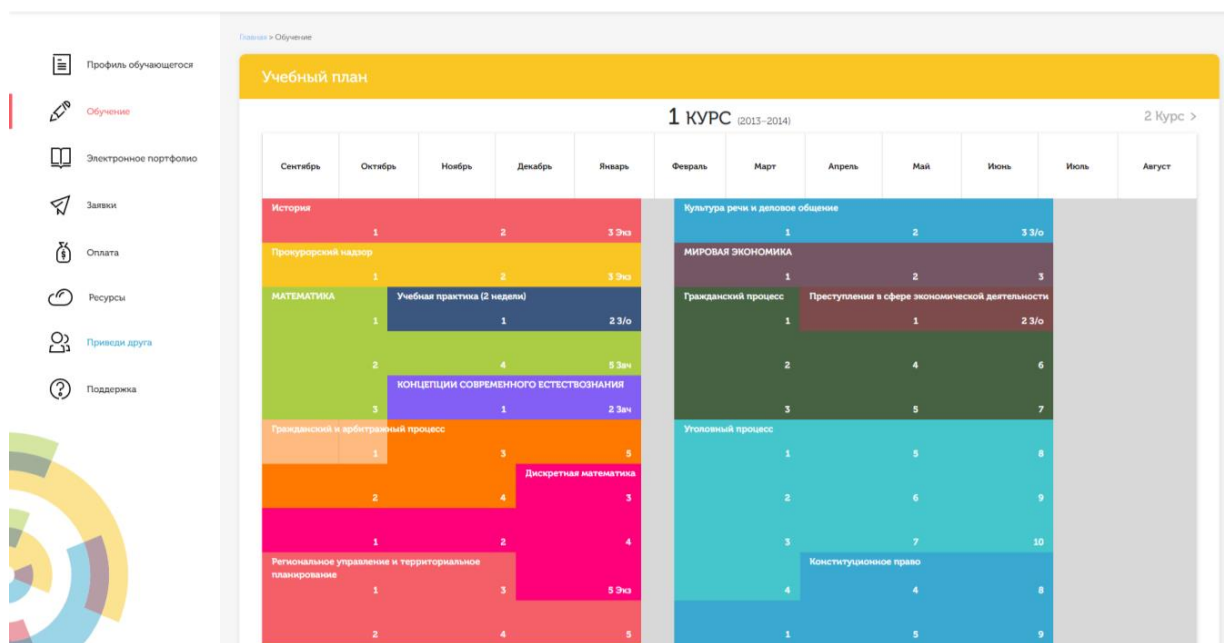 Главная > Обучение
Профиль обучающегося
Обучение
Электронное портфолио
Заявки
Оплата
Ресурсы
Приведи друга
Поддержка
Учебный план
1 КУРС (2013–2014)
2 Курс >
Сентябрь Октябрь Ноябрь Декабрь Январь Февраль Март Апрель Май Июнь Июль Август
История Культура речи и деловое общение
1 2 3 Экз 1 2 3 З/о
Прокурорский надзор МИРОВАЯ ЭКОНОМИКА
1 2 3 Экз 1 2 3
МАТЕМАТИКА Учебная практика (2 недели) Гражданский процесс Преступления в сфере экономической деятельности
1 1 2 З/о 1 1 2 З/о
2 4 5 Зач 2 4 6
КОНЦЕПЦИИ СОВРЕМЕННОГО ЕСТЕСТВОЗНАНИЯ
3 1 2 Зач 3 5 7
Гражданский и арбитражный процесс Уголовный процесс
1 3 5 1 5 8
Дискретная математика
2 4 3 2 6 9
1 2 4 3 7 10
Региональное управление и территориальное Конституционное право
планирование
1 3 5 Экз 4 4 8
2 4 5 1 5 9